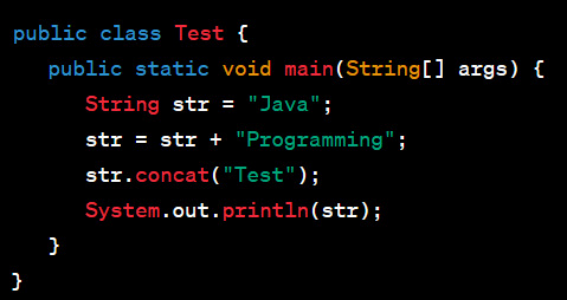 public class Test {
public static void main(String[] args) {
String str = "Java";
str = str + "Programming";
str.concat("Test");
System.out.println(str);
}
}